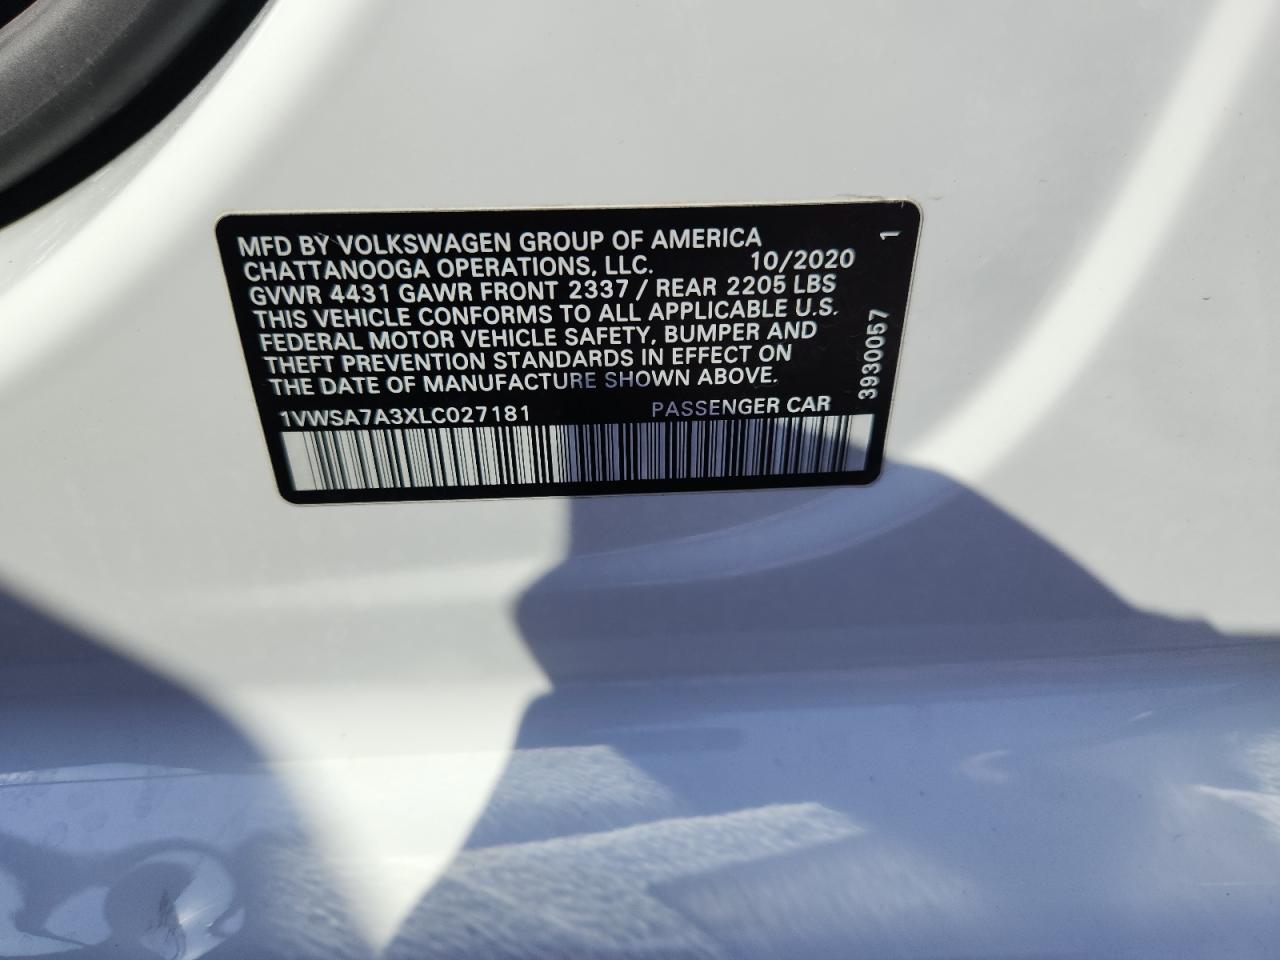 MFD BY VOLKSWAGEN GROUP OF AMERICA
CHATTANOOGA OPERATIONS, LLC. 10/2020
GVWR 4431 GAWR FRONT 2337 / REAR 2205 LBS
THIS VEHICLE CONFORMS TO ALL APPLICABLE U.S.
FEDERAL MOTOR VEHICLE SAFETY, BUMPER AND
THEFT PREVENTION STANDARDS IN EFFECT ON
THE DATE OF MANUFACTURE SHOWN ABOVE.
1VWSA7A3XLC027181 PASSENGER CAR
3930057 1